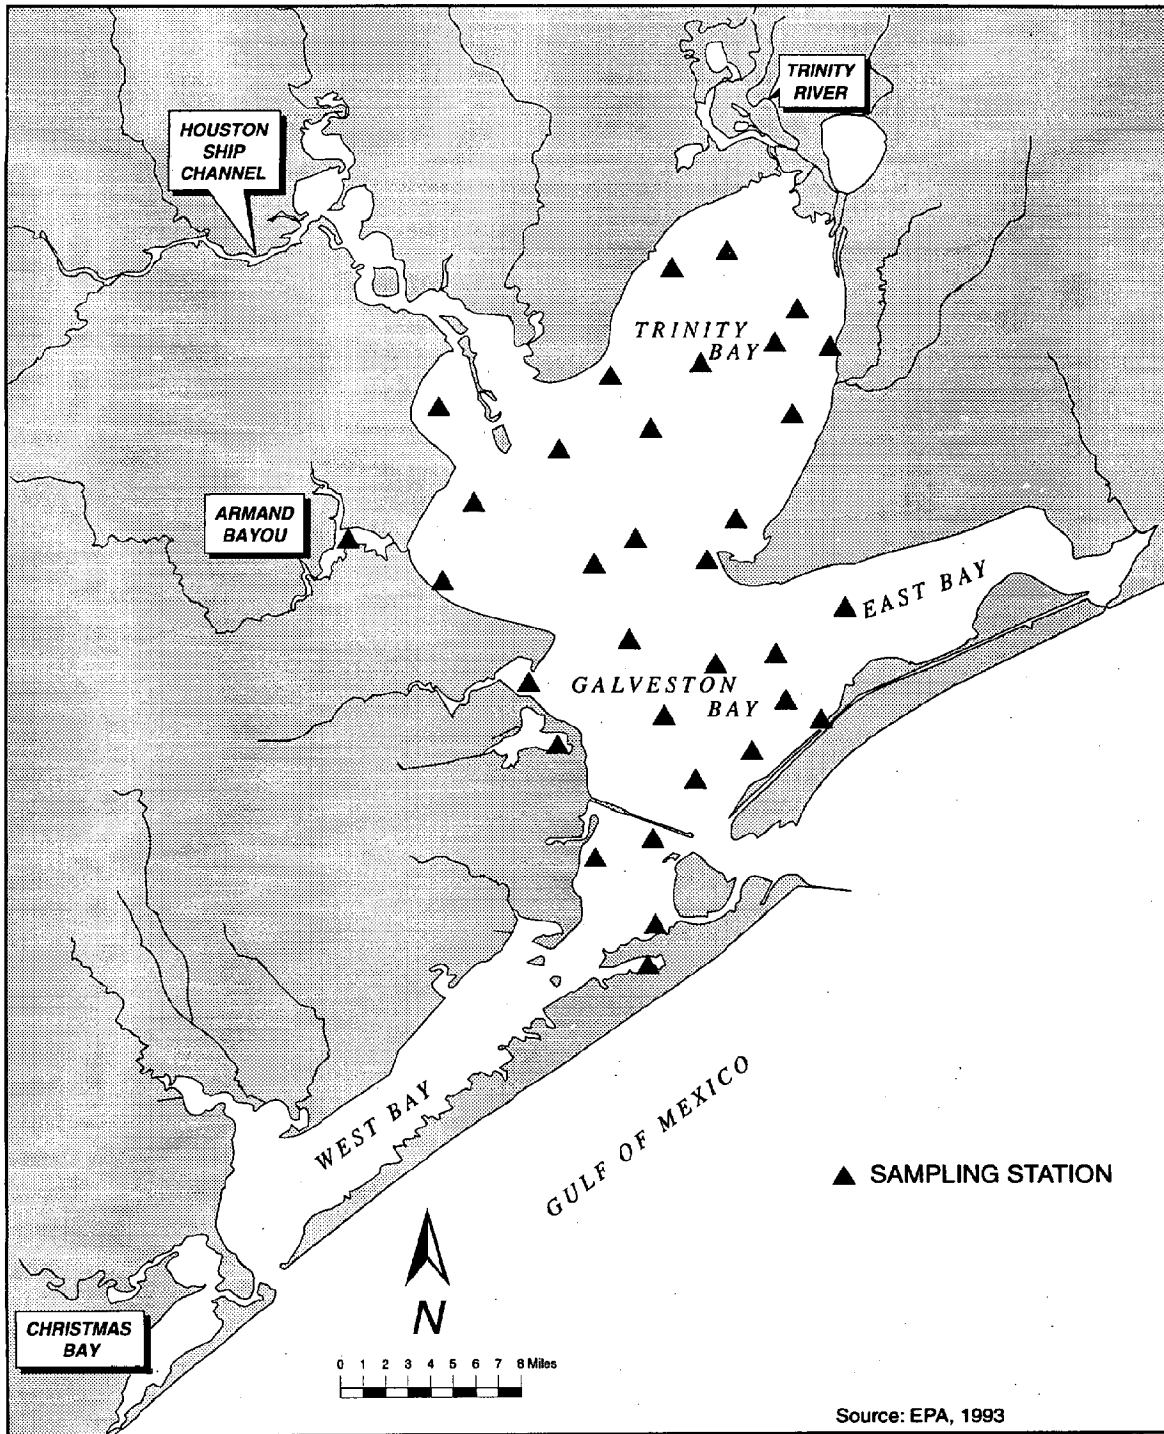 TRINITY
RIVER
HOUSTON
SHIP
CHANNEL
TRINITY
BAY
ARMAND
BAYOU
EAST BAY
GALVESTON
BAY
WEST BAY
GULF OF MEXICO
▲ SAMPLING STATION
N
CHRISTMAS
BAY
0 1 2 3 4 5 6 7 8 Miles
Source: EPA, 1993